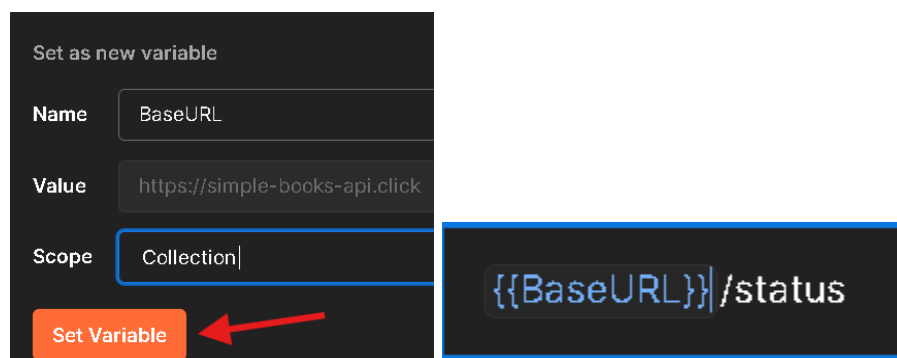 Set as new variable
Name BaseURL
Value https://simple-books-api.click
Scope Collection
Set Variable
{{BaseURL}}/status